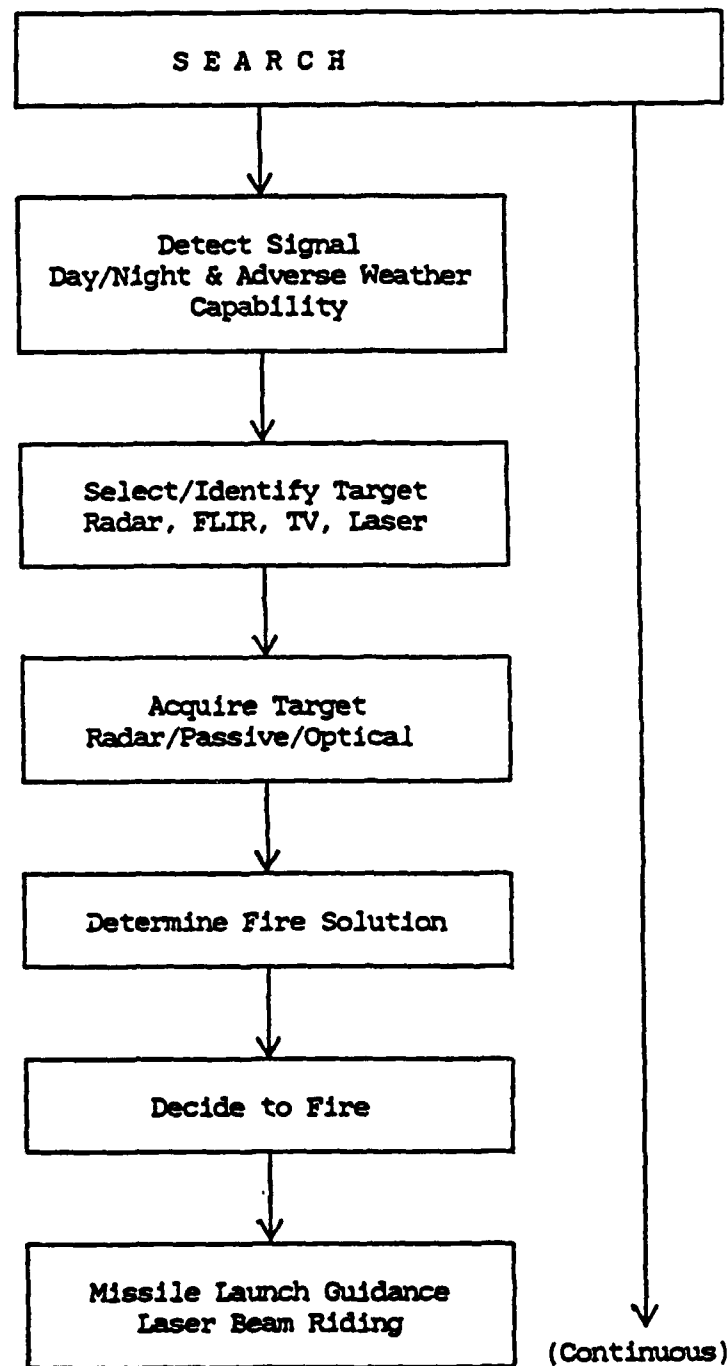 S E A R C H
Detect Signal
Day/Night & Adverse Weather
Capability
Select/Identify Target
Radar, FLIR, TV, Laser
Acquire Target
Radar/Passive/Optical
Determine Fire Solution
Decide to Fire
Missile Launch Guidance
Laser Beam Riding
(Continuous)